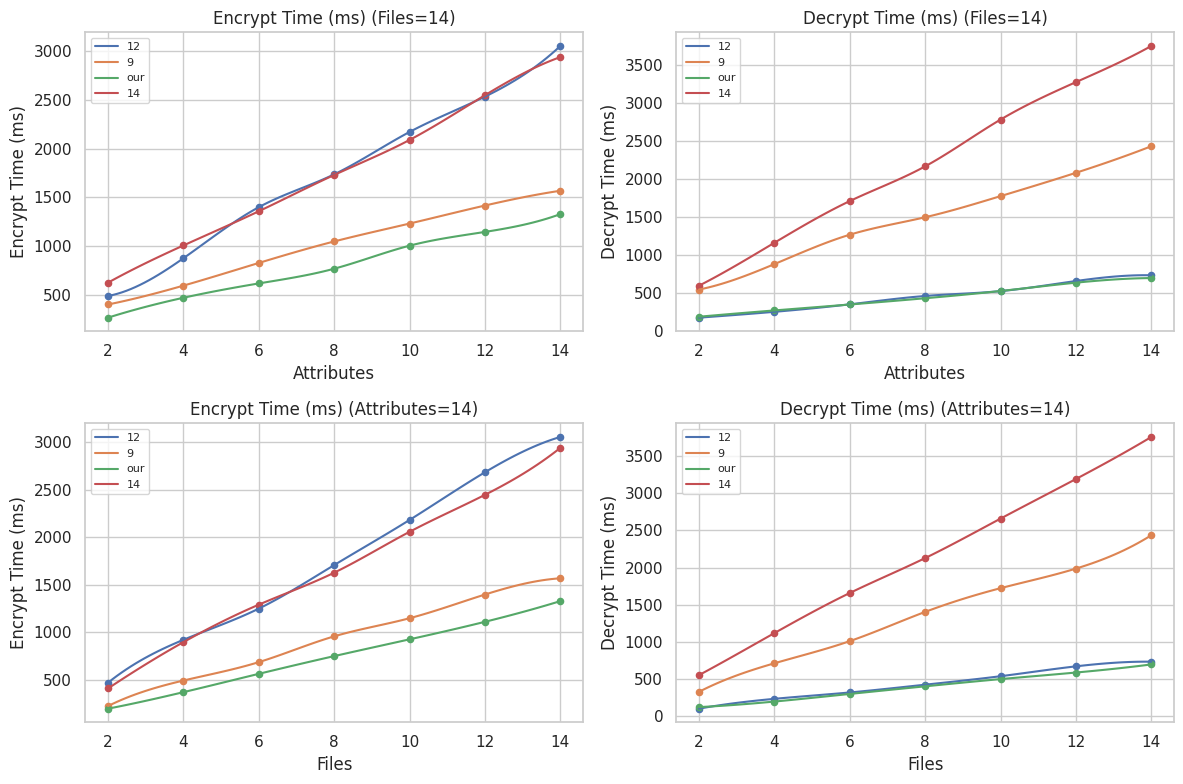 Encrypt Time (ms) (Files=14)
Encrypt Time (ms)
3000
2500
2000
1500
1000
500
12
9
our
14
2 4 6 8 10 12 14
Attributes
Decrypt Time (ms) (Files=14)
Decrypt Time (ms)
3500
3000
2500
2000
1500
1000
500
0
12
9
our
14
2 4 6 8 10 12 14
Attributes
Encrypt Time (ms) (Attributes=14)
Encrypt Time (ms)
3000
2500
2000
1500
1000
500
12
9
our
14
2 4 6 8 10 12 14
Files
Decrypt Time (ms) (Attributes=14)
Decrypt Time (ms)
3500
3000
2500
2000
1500
1000
500
0
12
9
our
14
2 4 6 8 10 12 14
Files